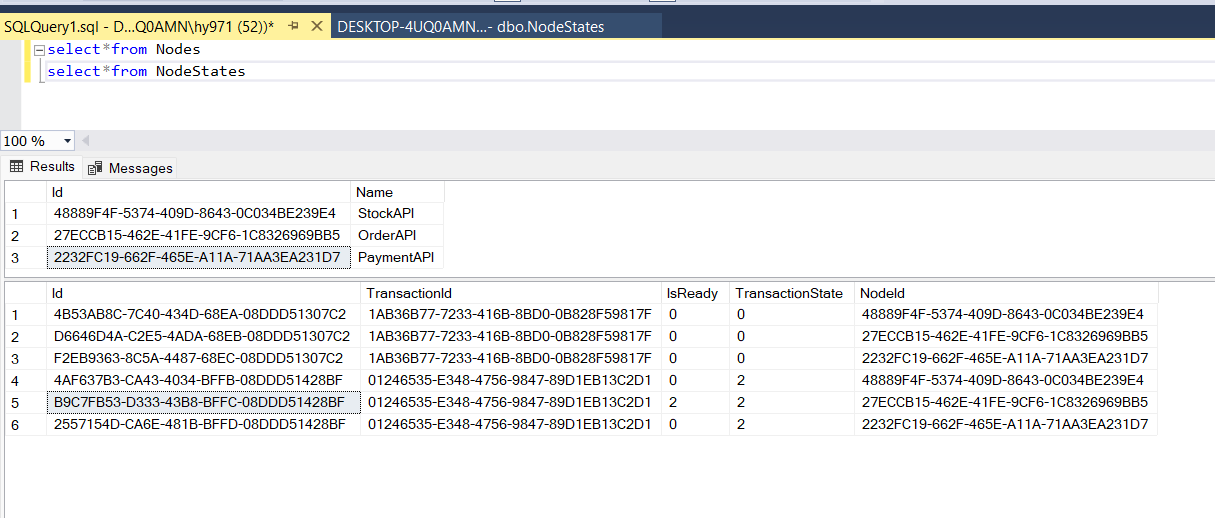 SQLQuery1.sql - D...Q0AMN\hy971 (52))* DESKTOP-4UQ0AMN...- dbo.NodeStates
select*from Nodes
select*from NodeStates
100 %
Results Messages
Id Name
1 48889F4F-5374-409D-8643-0C034BE239E4 StockAPI
2 27ECCB15-462E-41FE-9CF6-1C8326969BB5 OrderAPI
3 2232FC19-662F-465E-A11A-71AA3EA231D7 PaymentAPI
Id TransactionId IsReady TransactionState NodeId
1 4B53AB8C-7C40-434D-68EA-08DDD51307C2 1AB36B77-7233-416B-8BD0-0B828F59817F 0 0 48889F4F-5374-409D-8643-0C034BE239E4
2 D6646D4A-C2E5-4ADA-68EB-08DDD51307C2 1AB36B77-7233-416B-8BD0-0B828F59817F 0 0 27ECCB15-462E-41FE-9CF6-1C8326969BB5
3 F2EB9363-8C5A-4487-68EC-08DDD51307C2 1AB36B77-7233-416B-8BD0-0B828F59817F 0 0 2232FC19-662F-465E-A11A-71AA3EA231D7
4 4AF637B3-CA43-4034-BFFB-08DDD51428BF 01246535-E348-4756-9847-89D1EB13C2D1 0 2 48889F4F-5374-409D-8643-0C034BE239E4
5 B9C7FB53-D333-43B8-BFFC-08DDD51428BF 01246535-E348-4756-9847-89D1EB13C2D1 2 2 27ECCB15-462E-41FE-9CF6-1C8326969BB5
6 2557154D-CA6E-481B-BFFD-08DDD51428BF 01246535-E348-4756-9847-89D1EB13C2D1 0 2 2232FC19-662F-465E-A11A-71AA3EA231D7